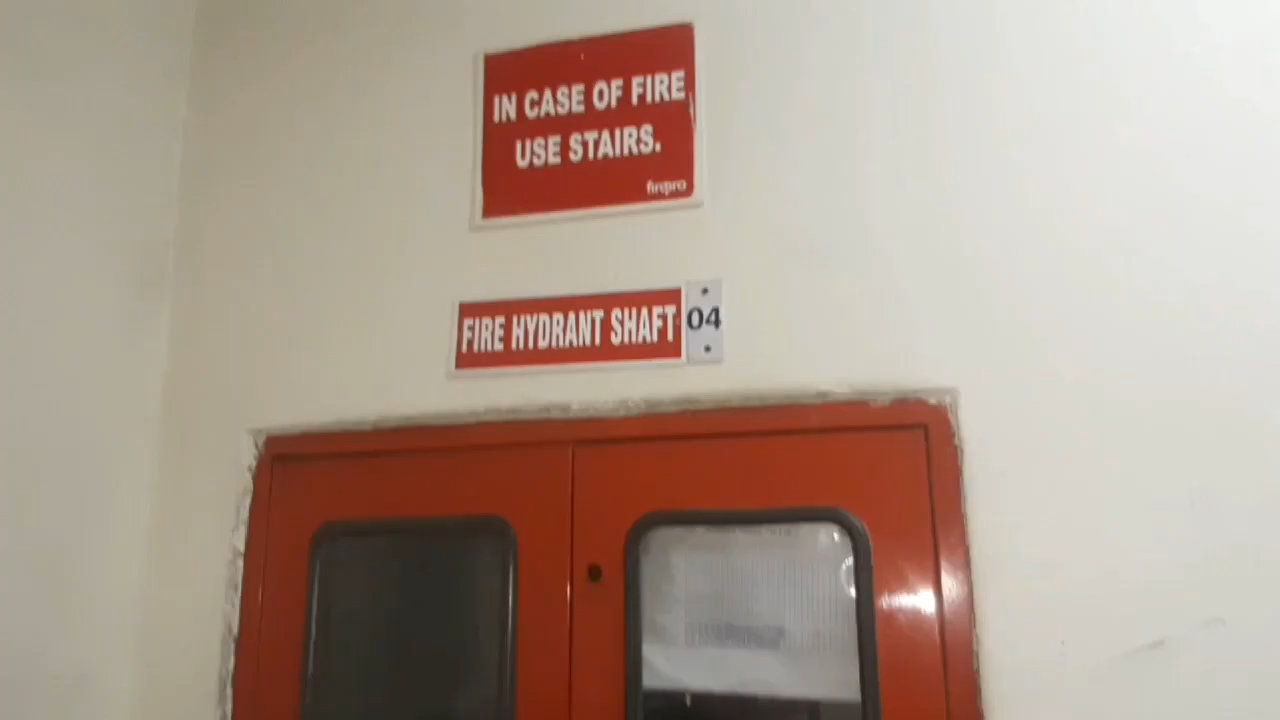 IN CASE OF FIRE
USE STAIRS.
firepro
FIRE HYDRANT SHAFT 04